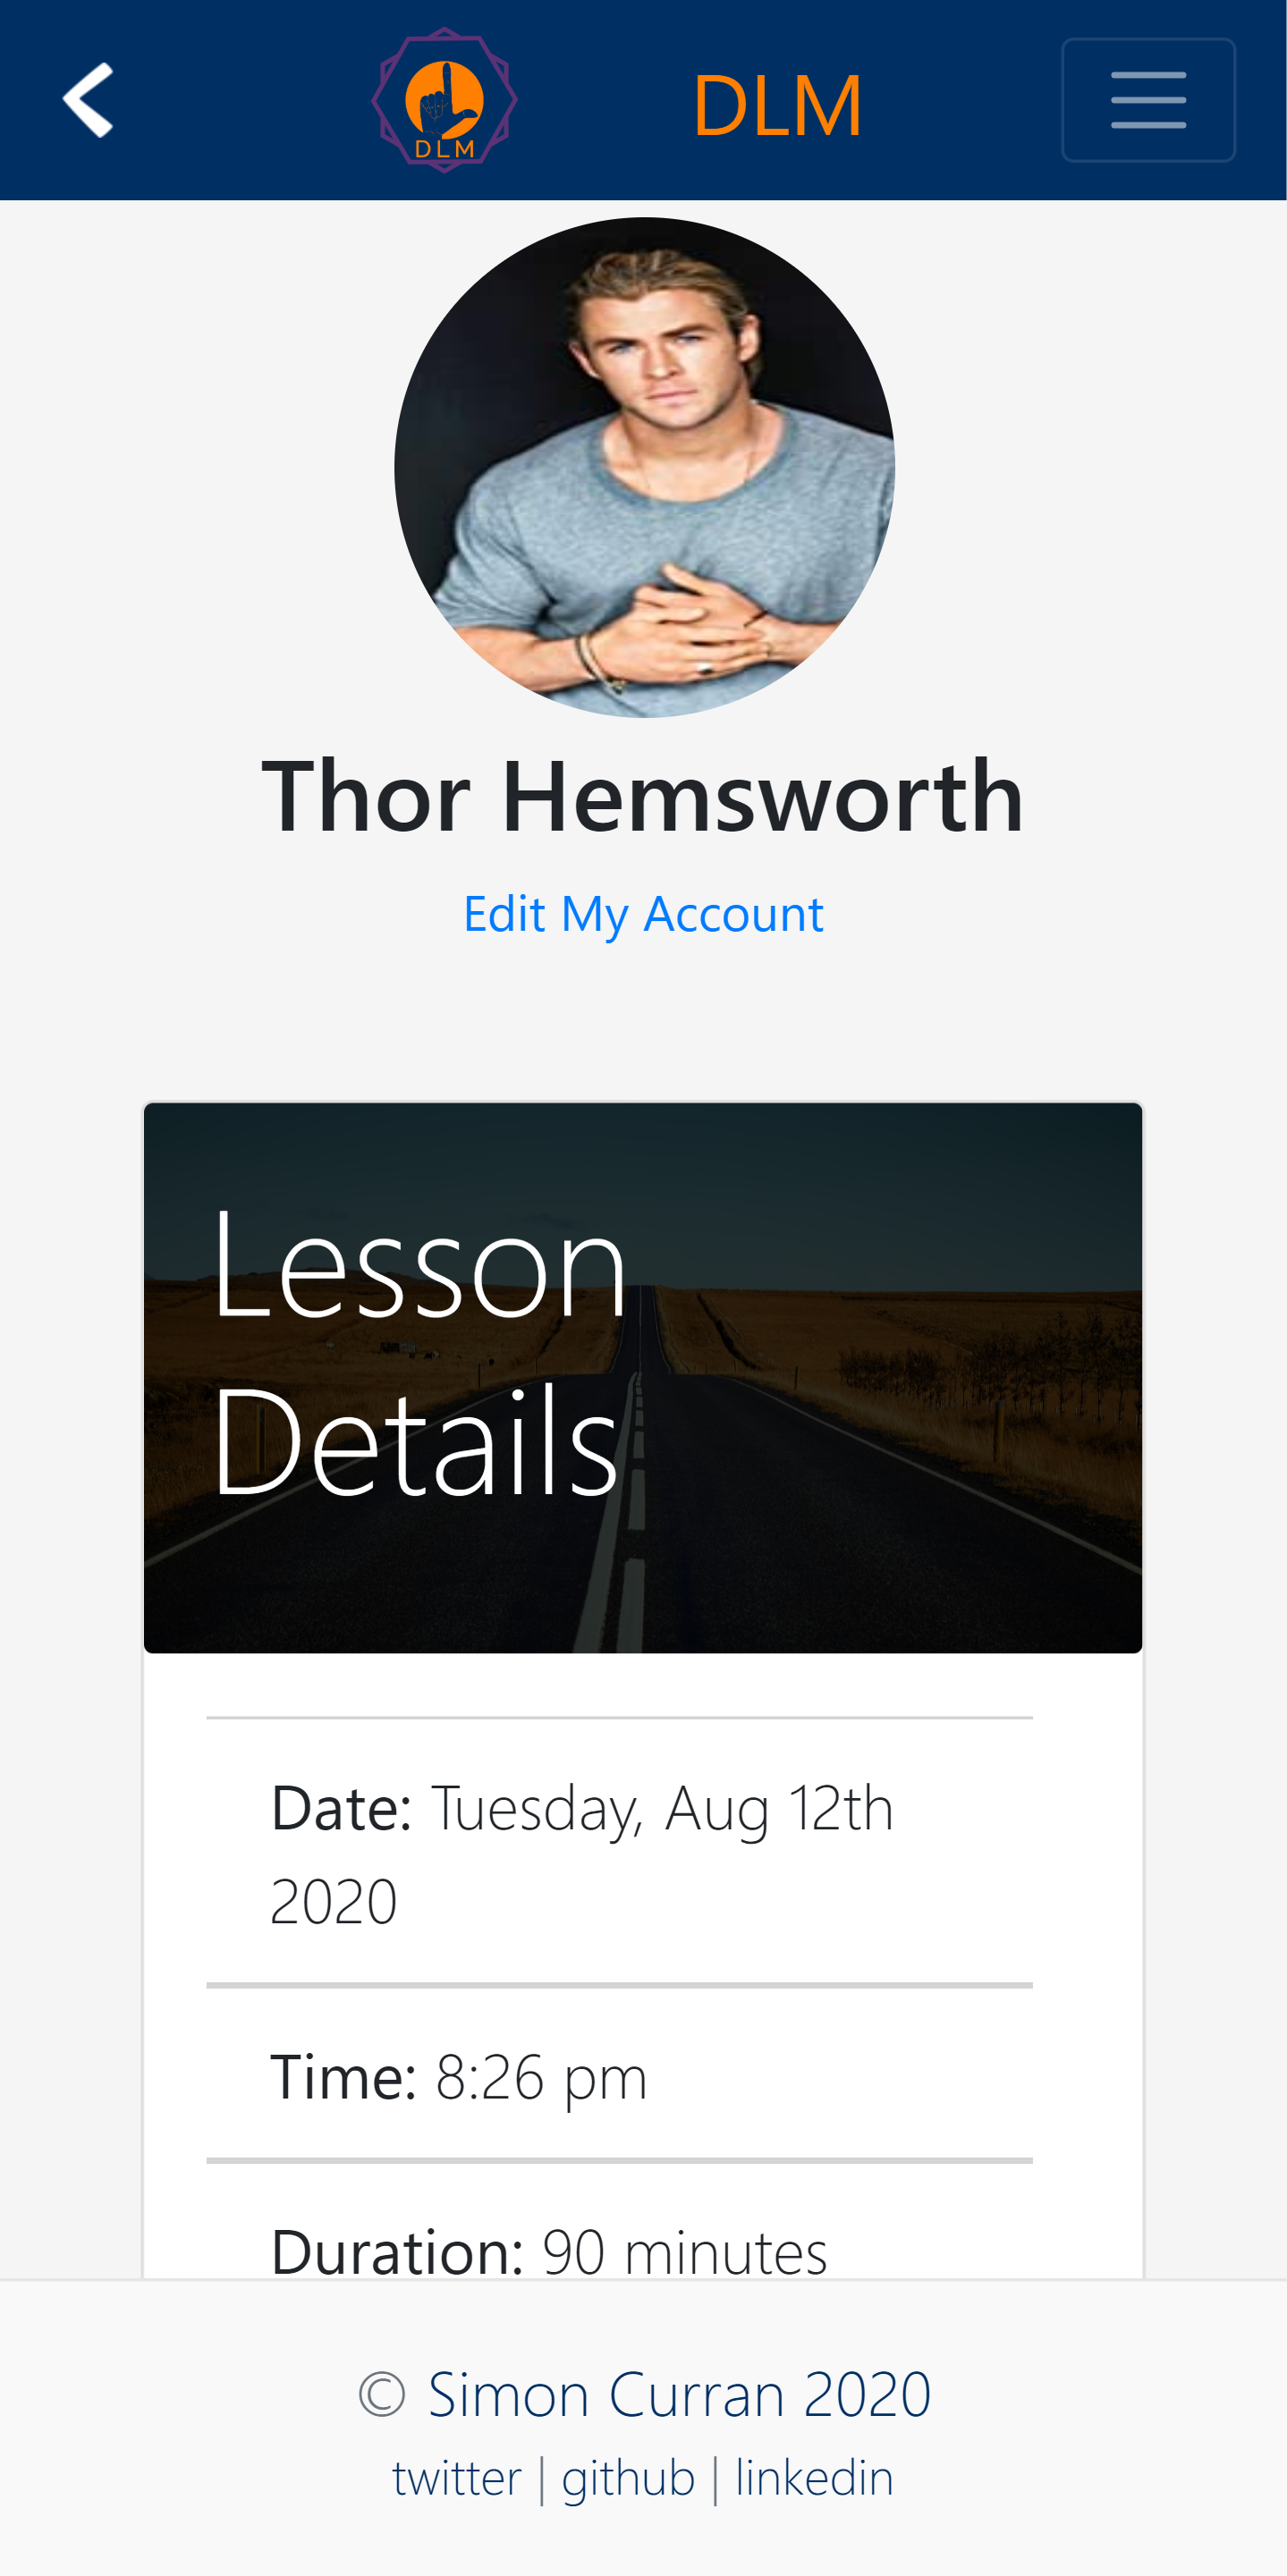 DLM
DLM
Thor Hemsworth
Edit My Account
Lesson
Details
Date: Tuesday, Aug 12th
2020
Time: 8:26 pm
Duration: 90 minutes
© Simon Curran 2020
twitter | github | linkedin